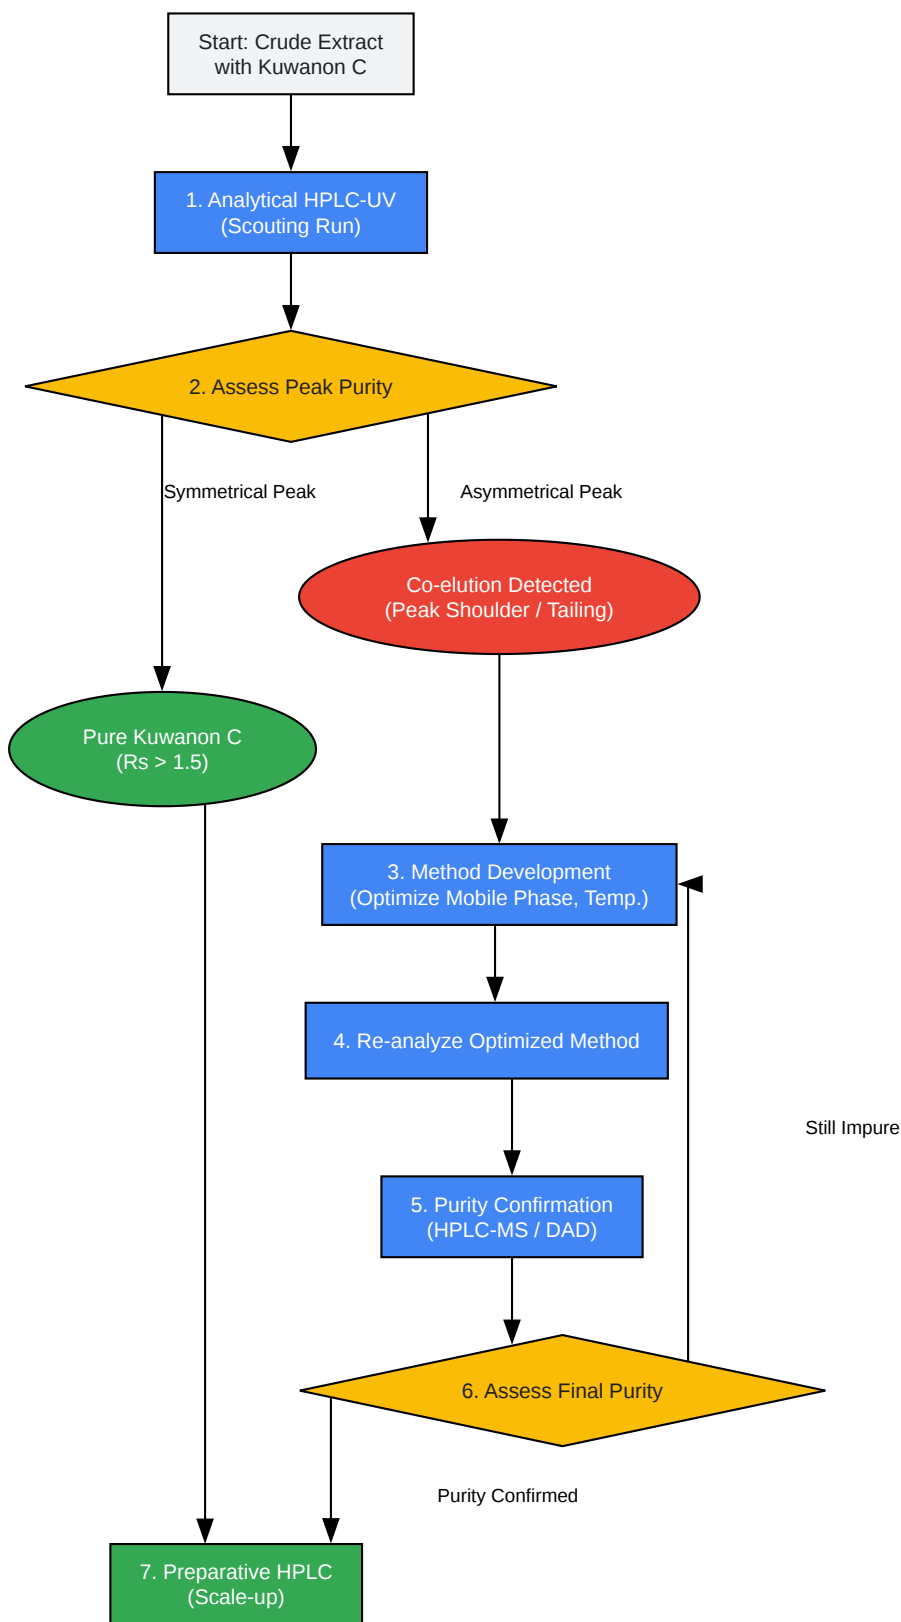 Start: Crude Extract
with Kuwanon C
1. Analytical HPLC-UV
(Scouting Run)
2. Assess Peak Purity
Symmetrical Peak
Asymmetrical Peak
Co-elution Detected
(Peak Shoulder / Tailing)
Pure Kuwanon C
(Rs > 1.5)
3. Method Development
(Optimize Mobile Phase, Temp.)
4. Re-analyze Optimized Method
Still Impure
5. Purity Confirmation
(HPLC-MS / DAD)
6. Assess Final Purity
Purity Confirmed
7. Preparative HPLC
(Scale-up)